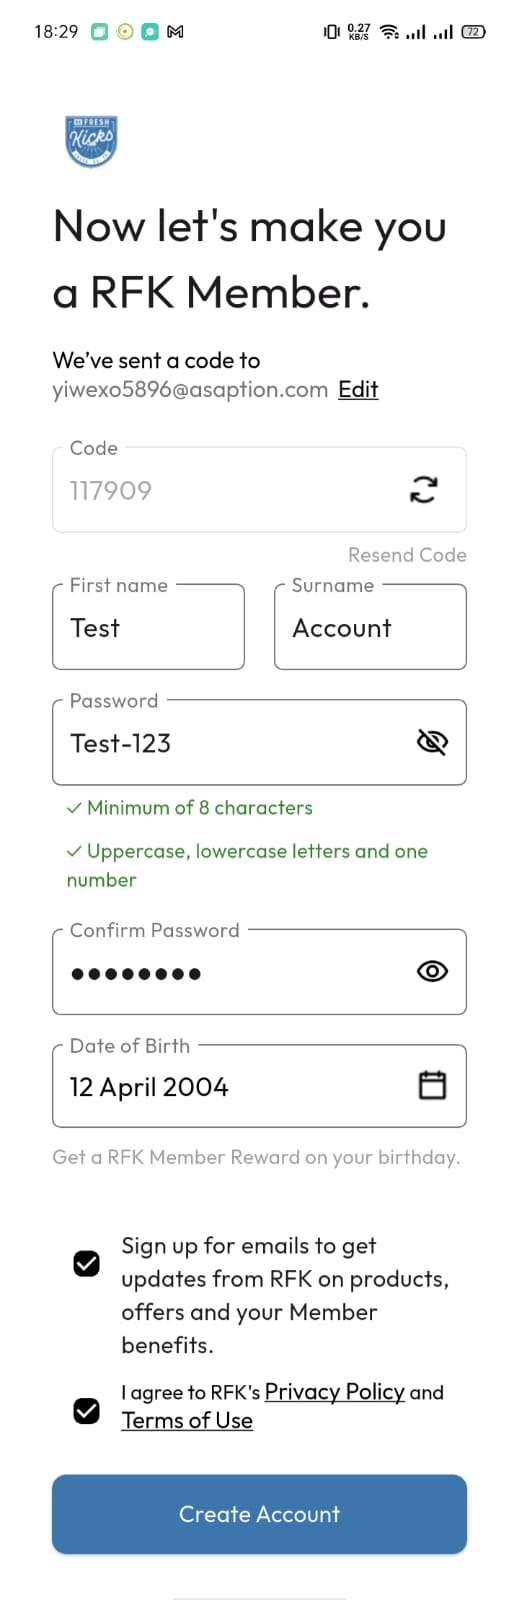 18:29
0.27
KB/S
72
FRESH
Kicks
Now let's make you
a RFK Member.
We've sent a code to
yiwexo5896@asaption.com Edit
Code
117909
Resend Code
First name
Surname
Test
Account
Password
Test-123
✓ Minimum of 8 characters
✓ Uppercase, lowercase letters and one
number
Confirm Password
●●●●●●●●
Date of Birth
12 April 2004
Get a RFK Member Reward on your birthday.
Sign up for emails to get
updates from RFK on products,
offers and your Member
benefits.
I agree to RFK's Privacy Policy and
Terms of Use
Create Account